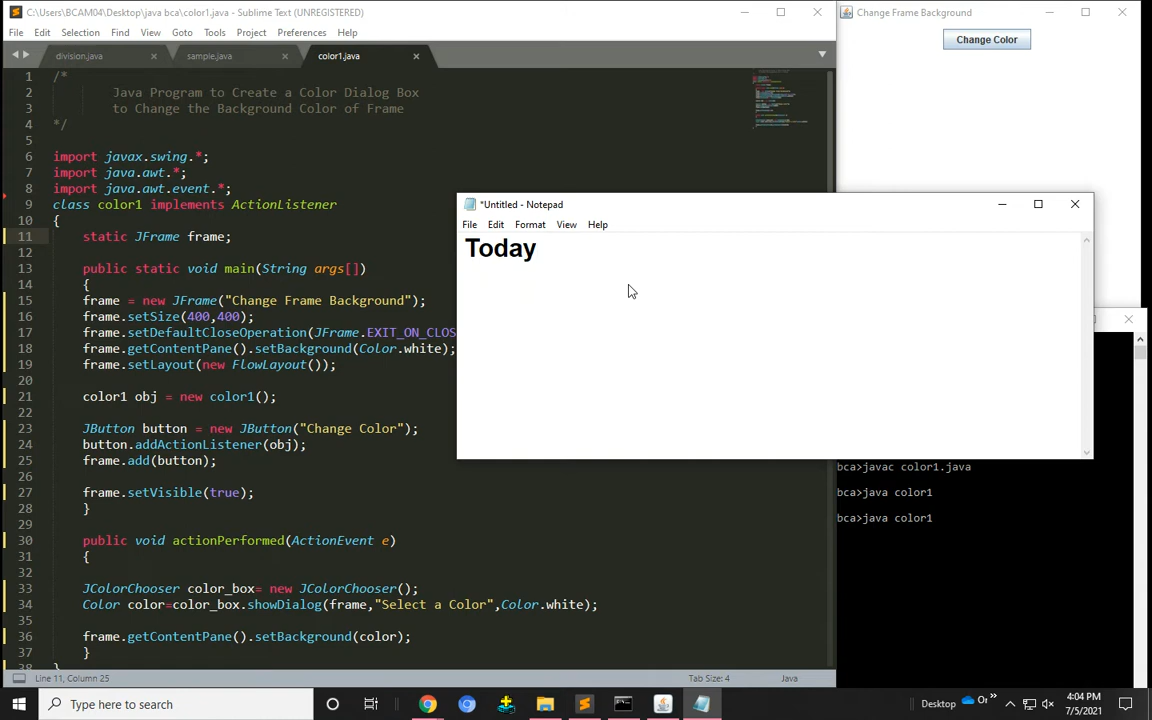 C:\Users\BCAM04\Desktop\java bca\color1.java - Sublime Text (UNREGISTERED)
File Edit Selection Find View Goto Tools Project Preferences Help
division.java
sample.java
color1.java
1 /*
2 Java Program to Create a Color Dialog Box
3 to Change the Background Color of Frame
4 */
5
6 import javax.swing.*;
7 import java.awt.*;
8 import java.awt.event.*;
9 class color1 implements ActionListener
10 {
11 static JFrame frame;
12
13 public static void main(String args[])
14 {
15 frame = new JFrame("Change Frame Background");
16 frame.setSize(400,400);
17 frame.setDefaultCloseOperation(JFrame.EXIT_ON_CLOS
18 frame.getContentPane().setBackground(Color.white);
19 frame.setLayout(new FlowLayout());
20
21 color1 obj = new color1();
22
23 JButton button = new JButton("Change Color");
24 button.addActionListener(obj);
25 frame.add(button);
26
27 frame.setVisible(true);
28 }
29
30 public void actionPerformed(ActionEvent e)
31 {
32
33 JColorChooser color_box= new JColorChooser();
34 Color color=color_box.showDialog(frame,"Select a Color",Color.white);
35
36 frame.getContentPane().setBackground(color);
37 }
38 }
Line 11, Column 25
Tab Size: 4
Java
Change Frame Background
Change Color
*Untitled - Notepad
File Edit Format View Help
Today
bca>javac color1.java
bca>java color1
bca>java color1
Type here to search
Desktop
Or
4:04 PM
7/5/2021